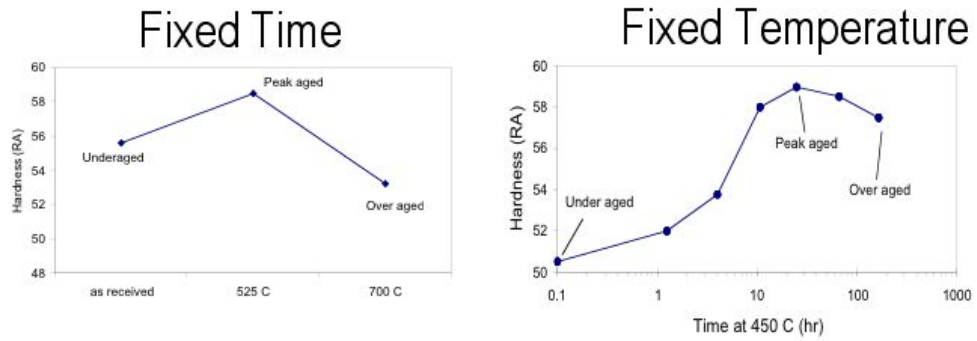 Fixed Time
60
58
56
54
52
50
48
Hardness (RA)
Peak aged
Underaged
Over aged
as received
525 C
700 C
Fixed Temperature
60
58
56
54
52
50
Hardness (RA)
Peak aged
Over aged
Under aged
0.1
1
10
100
1000
Time at 450 C (hr)